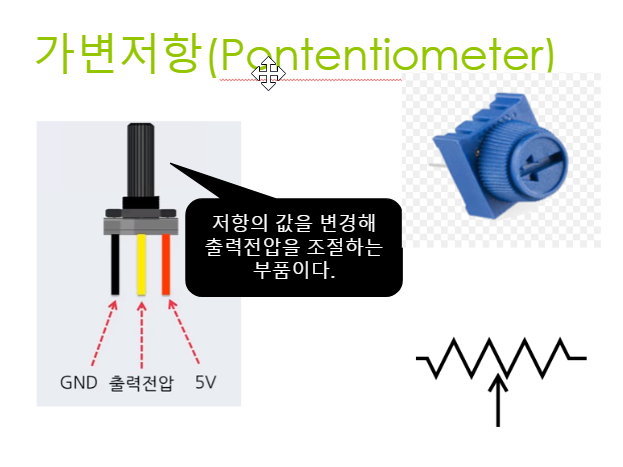 가변저항(Pontentiometer)
저항의 값을 변경해
출력전압을 조절하는
부품이다.
GND 출력전압 5V